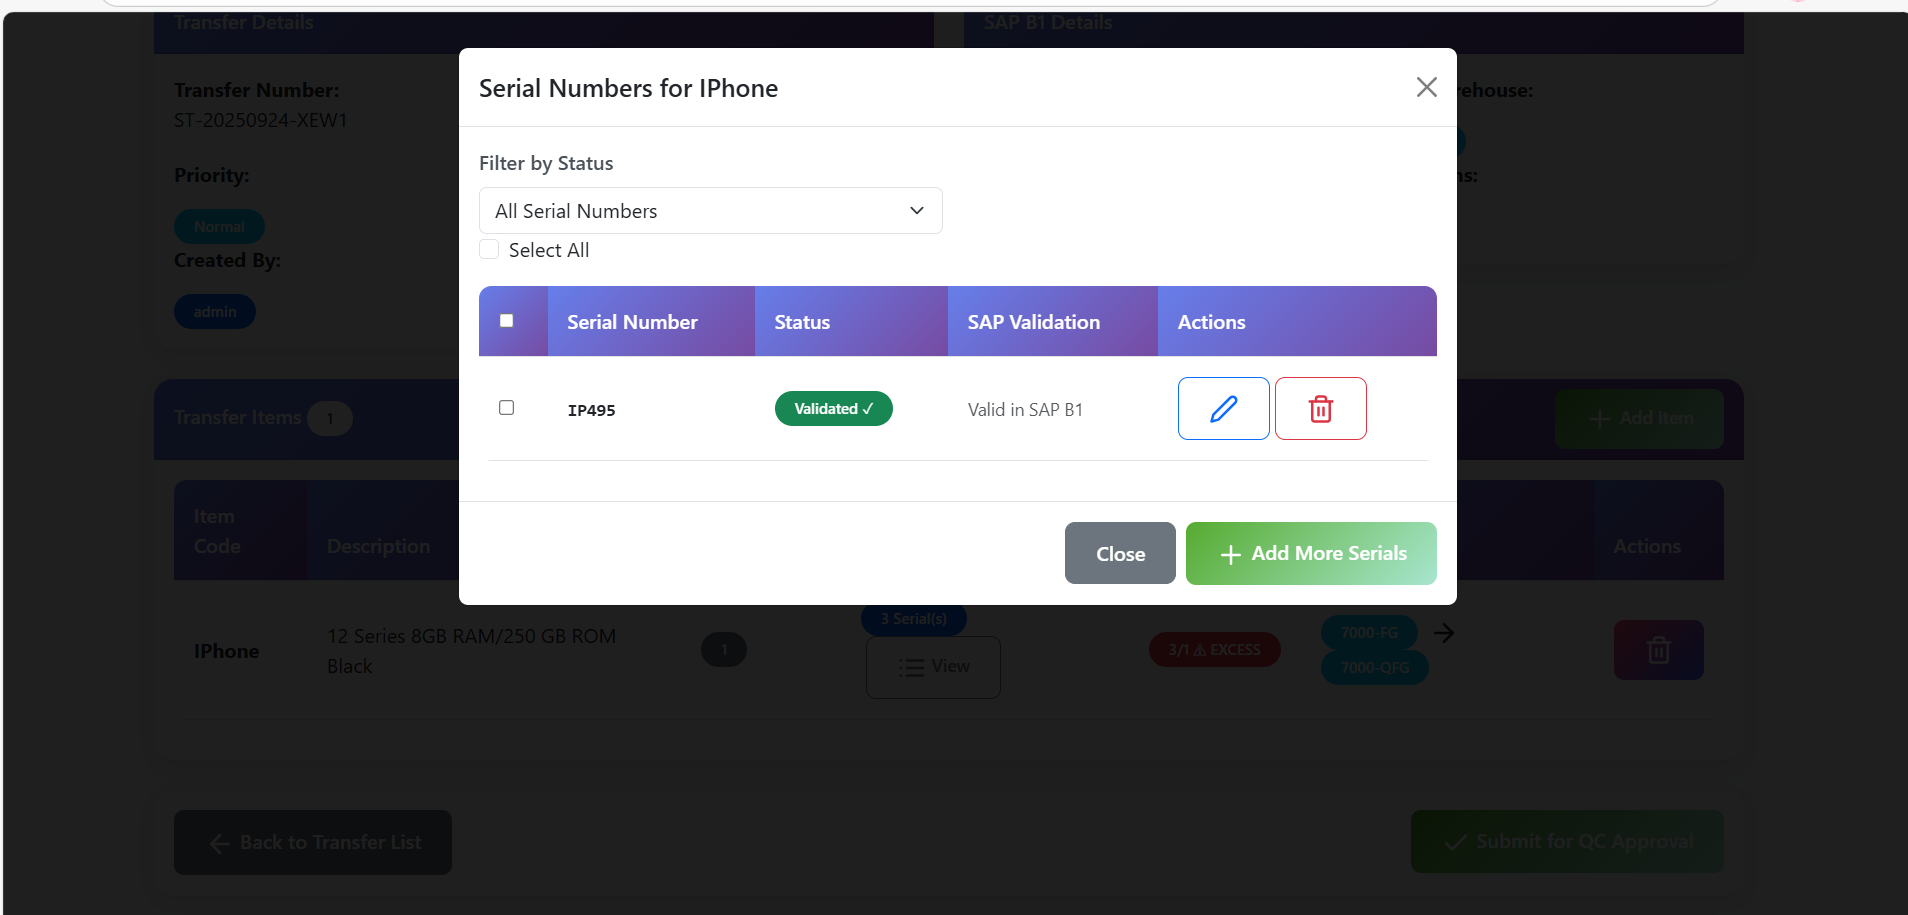 Transfer Details
SAP B1 Details
Serial Numbers for IPhone
Transfer Number:
rehouse:
ST-20250924-XEW1
Filter by Status
Priority:
ns:
All Serial Numbers
Normal
Select All
Created By:
admin
Serial Number Status SAP Validation Actions
IP495 Validated ✓ Valid in SAP B1
Transfer Items 1
+ Add Item
Close
+ Add More Serials
Item
Code
Description
Actions
IPhone
12 Series 8GB RAM/250 GB ROM
Black
1
3 Serial(s)
View
3/1 ⚠ EXCESS
7000-FG →
7000-QFG
← Back to Transfer List
✓ Submit for QC Approval